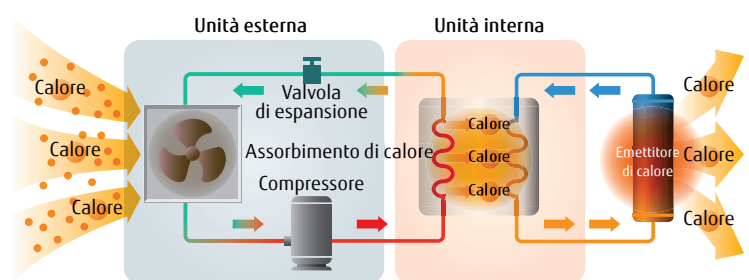 Unità esterna
Unità interna
Calore
Calore
Calore
Valvola
di espansione
Assorbimento di calore
Compressore
Calore
Calore
Calore
Emettitore
di calore
Calore
Calore
Calore